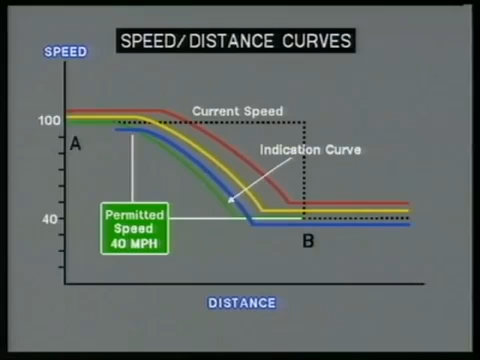 SPEED/DISTANCE CURVES
SPEED
Current Speed
100
A
Indication Curve
Permitted
Speed
40 MPH
40
B
DISTANCE